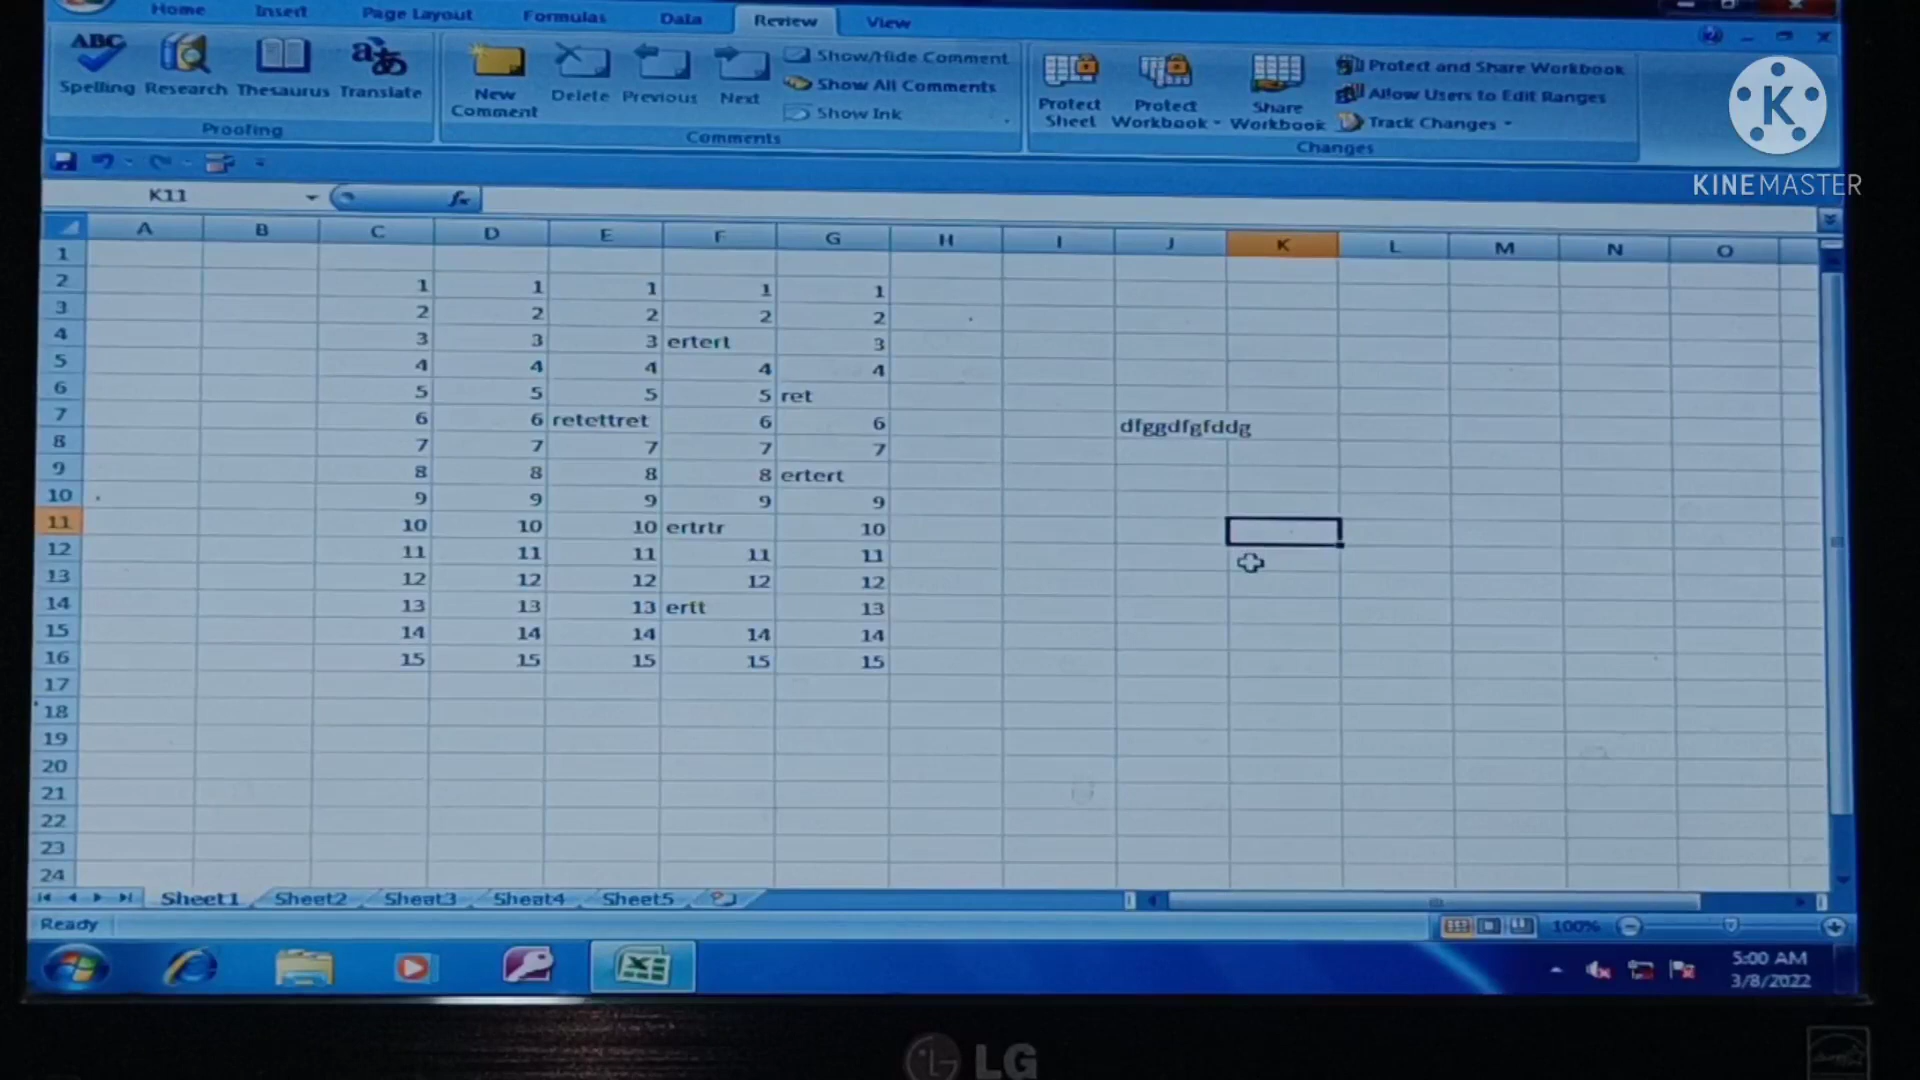 Home Insert Page Layout Formulas Data Review View
ABC
Spelling Research Thesaurus Translate
Proofing
New Comment
Delete Previous Next
Show/Hide Comment
Show All Comments
Show Ink
Comments
Protect Sheet
Protect Workbook
Share Workbook
Protect and Share Workbook
Allow Users to Edit Ranges
Track Changes
Changes
K
KINEMASTER
K11 fx
A B C D E F G H I J K L M N O
1
2 1 1 1 1 1
3 2 2 2 2 2
4 3 3 3 ertert 3
5 4 4 4 4 4
6 5 5 5 5 ret
7 6 6 retettret 6 6 dfggdfgfddg
8 7 7 7 7 7
9 8 8 8 8 ertert
10 9 9 9 9 9
11 10 10 10 ertrtr 10
12 11 11 11 11 11
13 12 12 12 12 12
14 13 13 13 erft 13
15 14 14 14 14 14
16 15 15 15 15 15
17
18
19
20
21
22
23
24
Sheet1 Sheet2 Sheet3 Sheet4 Sheet5
Ready 100%
5:00 AM
3/8/2022
LG